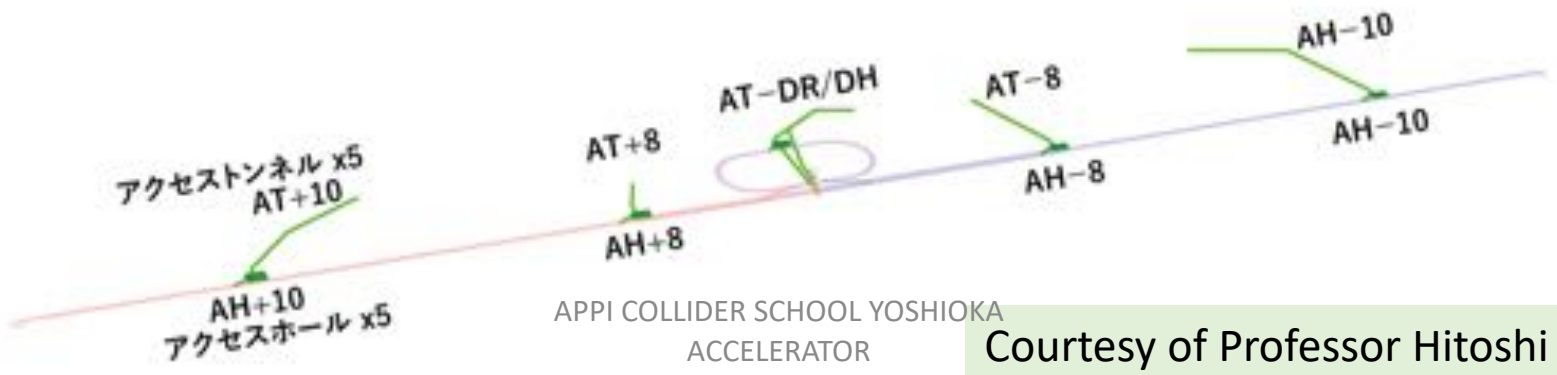 AH−10
AT−DR/DH
AT−8
AT+8
アクセストンネル x5
AT+10
AH−10
AH−8
AH+8
AH+10
アクセスホール x5
APPI COLLIDER SCHOOL YOSHIOKA
ACCELERATOR
Courtesy of Professor Hitoshi